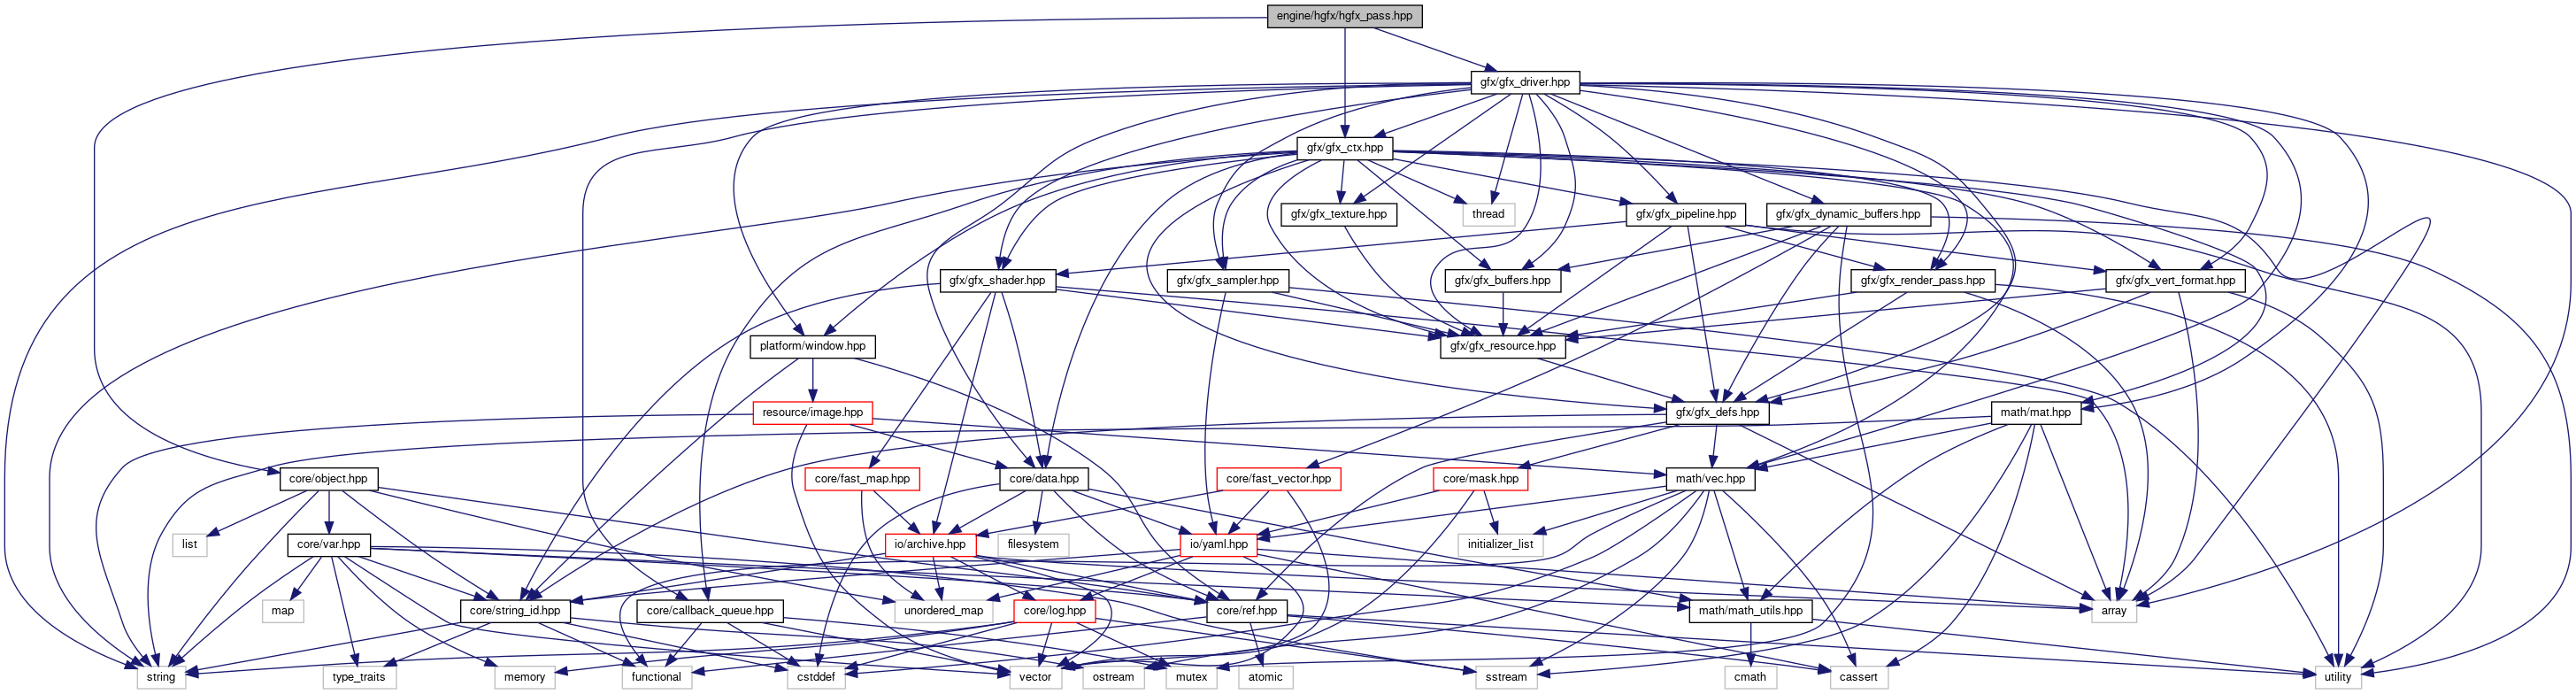 engine/hgfx/hgfx_pass.hpp
gfx/gfx_driver.hpp
gfx/gfx_ctx.hpp
gfx/gfx_texture.hpp
thread
gfx/gfx_pipeline.hpp
gfx/gfx_dynamic_buffers.hpp
gfx/gfx_shader.hpp
gfx/gfx_sampler.hpp
gfx/gfx_buffers.hpp
gfx/gfx_render_pass.hpp
gfx/gfx_vert_format.hpp
platform/window.hpp
gfx/gfx_resource.hpp
resource/image.hpp
gfx/gfx_defs.hpp
math/mat.hpp
core/object.hpp
core/fast_map.hpp
core/data.hpp
core/fast_vector.hpp
core/mask.hpp
math/vec.hpp
list
core/var.hpp
io/archive.hpp
filesystem
io/yaml.hpp
initializer_list
map
core/string_id.hpp
core/callback_queue.hpp
unordered_map
core/log.hpp
core/ref.hpp
math/math_utils.hpp
array
string
type_traits
memory
functional
cstddef
vector
ostream
mutex
atomic
sstream
cmath
cassert
utility